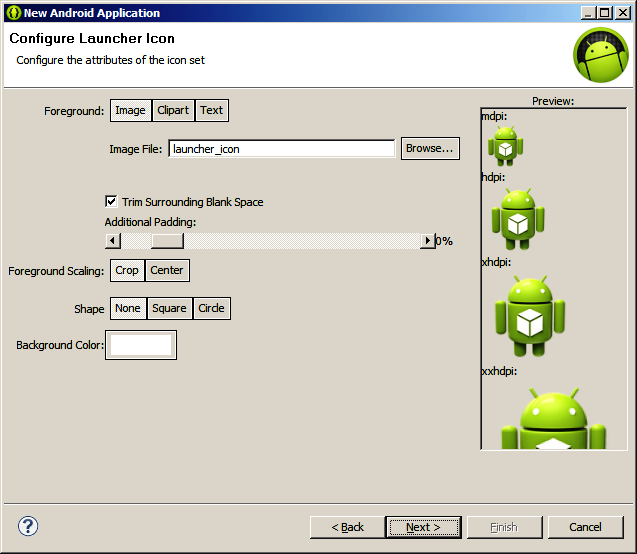 New Android Application
Configure Launcher Icon
Configure the attributes of the icon set
Foreground: Image Clipart Text
Image File: launcher_icon Browse...
Trim Surrounding Blank Space
Additional Padding:
0%
Foreground Scaling: Crop Center
Shape None Square Circle
Background Color:
Preview:
mdpi:
hdpi:
xhdpi:
xxhdpi:
? < Back Next > Finish Cancel